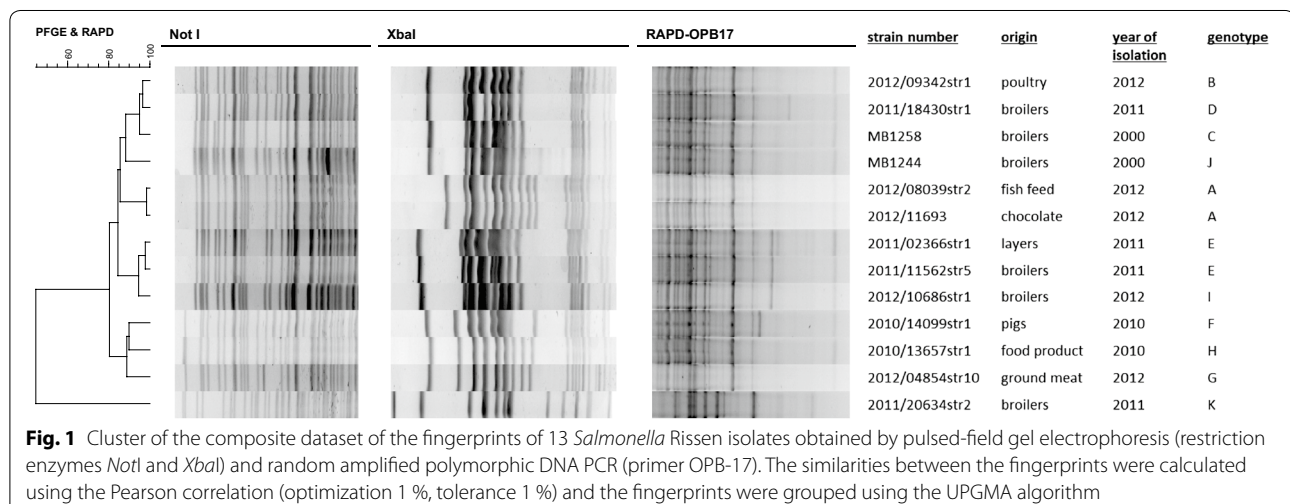 PFGE & RAPD Not I XbaI RAPD-OPB17 strain number origin year of isolation genotype
60 80 100
2012/09342str1 poultry 2012 B
2011/18430str1 broilers 2011 D
MB1258 broilers 2000 C
MB1244 broilers 2000 J
2012/08039str2 fish feed 2012 A
2012/11693 chocolate 2012 A
2011/02366str1 layers 2011 E
2011/11562str5 broilers 2011 E
2012/10686str1 broilers 2012 I
2010/14099str1 pigs 2010 F
2010/13657str1 food product 2010 H
2012/04854str10 ground meat 2012 G
2011/20634str2 broilers 2011 K
Fig. 1 Cluster of the composite dataset of the fingerprints of 13 Salmonella Rissen isolates obtained by pulsed-field gel electrophoresis (restriction
enzymes NotI and XbaI) and random amplified polymorphic DNA PCR (primer OPB-17). The similarities between the fingerprints were calculated
using the Pearson correlation (optimization 1 %, tolerance 1 %) and the fingerprints were grouped using the UPGMA algorithm